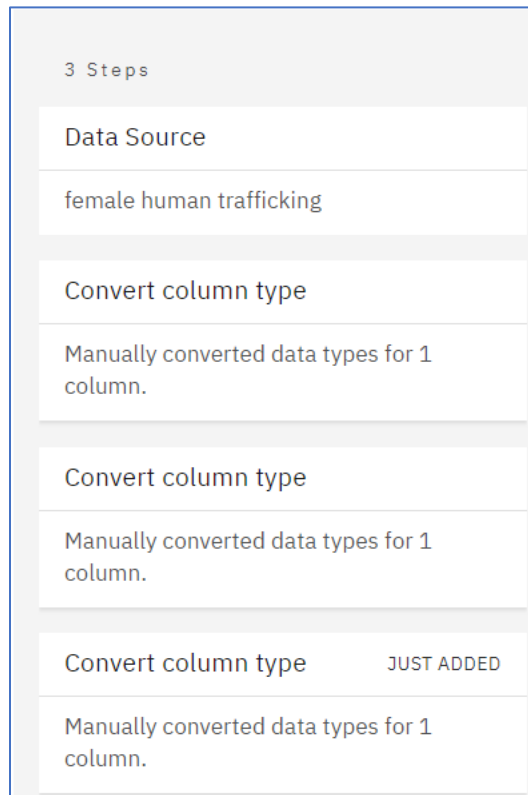 3 Steps
Data Source
female human trafficking
Convert column type
Manually converted data types for 1
column.
Convert column type
Manually converted data types for 1
column.
Convert column type JUST ADDED
Manually converted data types for 1
column.